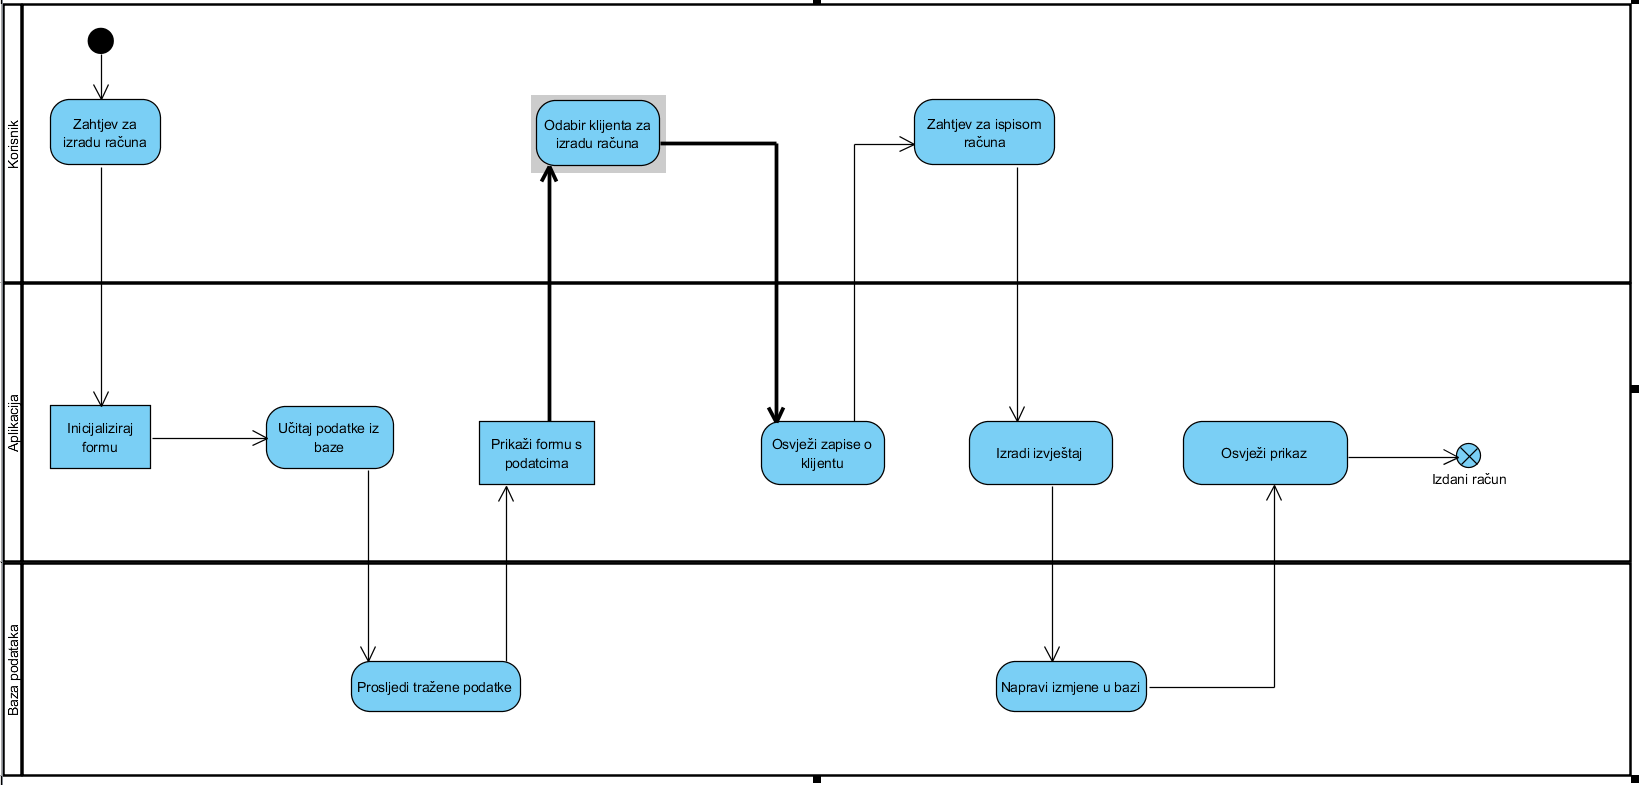 Korisnik
Zahtjev za
izradu računa
Odabir klijenta za
izradu računa
Zahtjev za ispisom
računa
Aplikacija
Inicijaliziraj
formu
Učitaj podatke iz
baze
Prikaži formu s
podatcima
Osvježi zapise o
klijentu
Izradi izvještaj
Osvježi prikaz
Izdani račun
Baza podataka
Prosljedi tražene podatke
Napravi izmjene u bazi